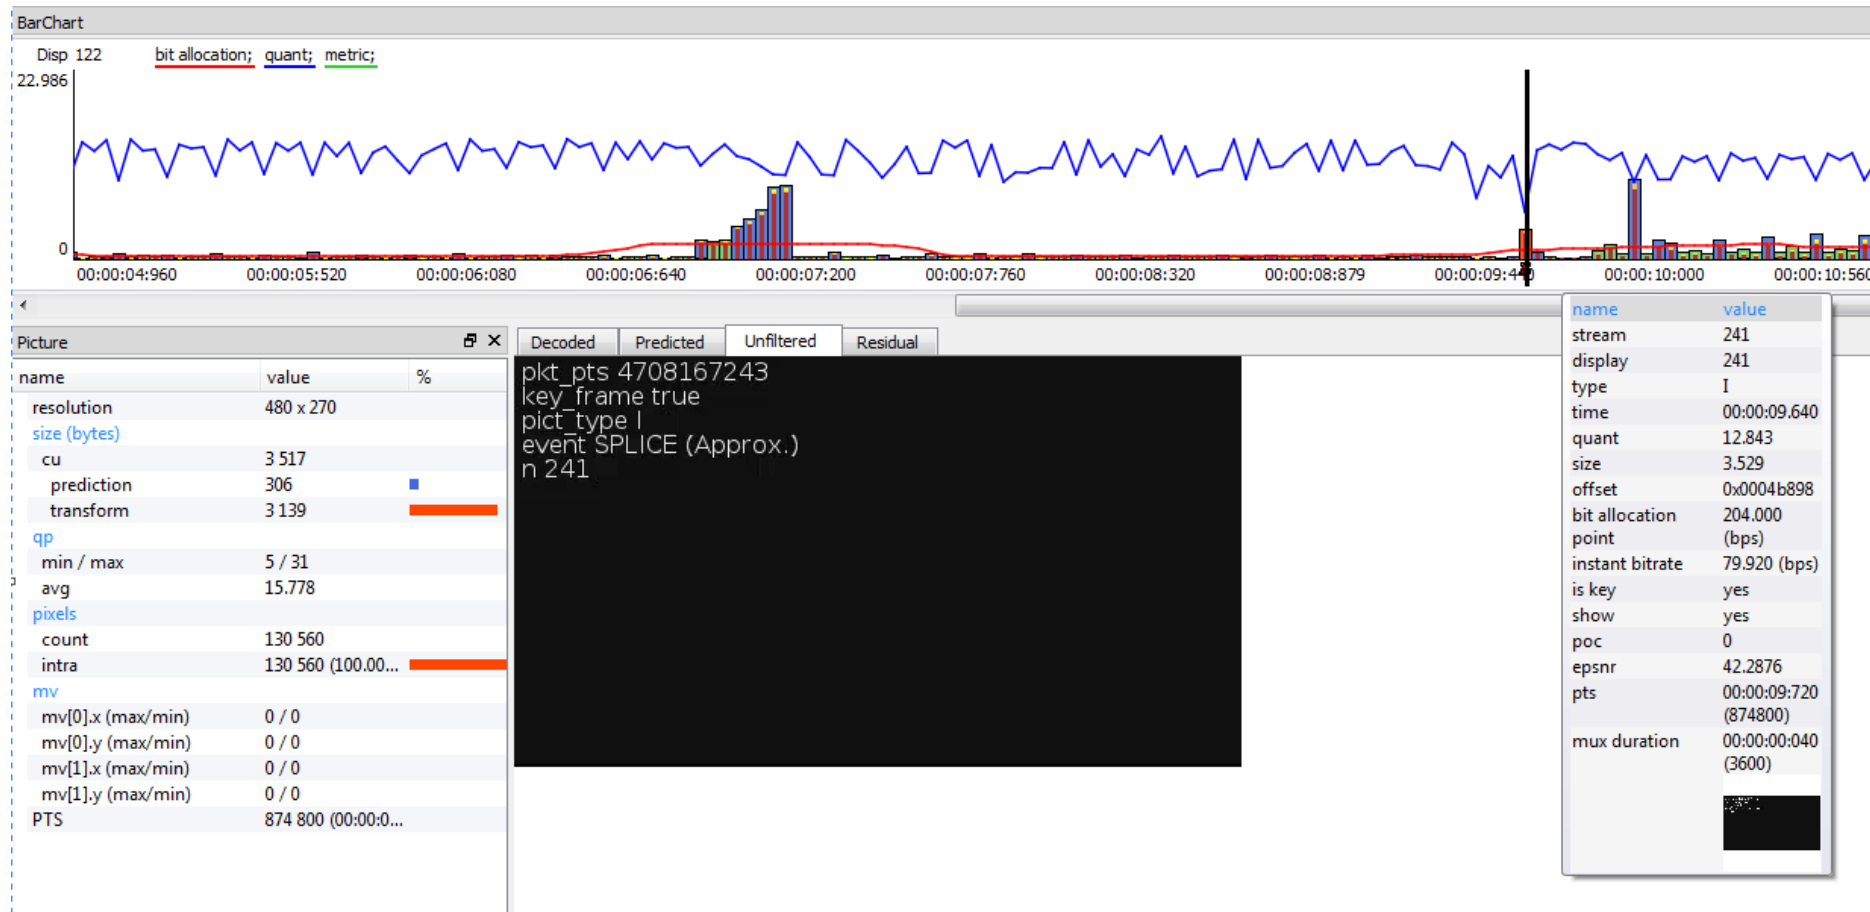 BarChart
Disp 122 bit allocation; quant; metric;
22.986
0
00:00:04:960 00:00:05:520 00:00:06:080 00:00:06:640 00:00:07:200 00:00:07:760 00:00:08:320 00:00:08:879 00:00:09:4 00:00:10:000 00:00:10:560
Picture
name value %
resolution 480 x 270
size (bytes)
cu 3 517
prediction 306
transform 3 139
qp
min / max 5 / 31
avg 15.778
pixels
count 130 560
intra 130 560 (100.00...
mv
mv[0].x (max/min) 0 / 0
mv[0].y (max/min) 0 / 0
mv[1].x (max/min) 0 / 0
mv[1].y (max/min) 0 / 0
PTS 874 800 (00:00:0...
Decoded Predicted Unfiltered Residual
pkt_pts 4708167243
key_frame true
pict_type I
event SPLICE (Approx.)
n 241
name value
stream 241
display 241
type I
time 00:00:09.640
quant 12.843
size 3.529
offset 0x0004b898
bit allocation 204.000
point (bps)
instant bitrate 79.920 (bps)
is key yes
show yes
poc 0
epsnr 42.2876
pts 00:00:09:720
(874800)
mux duration 00:00:00:040
(3600)